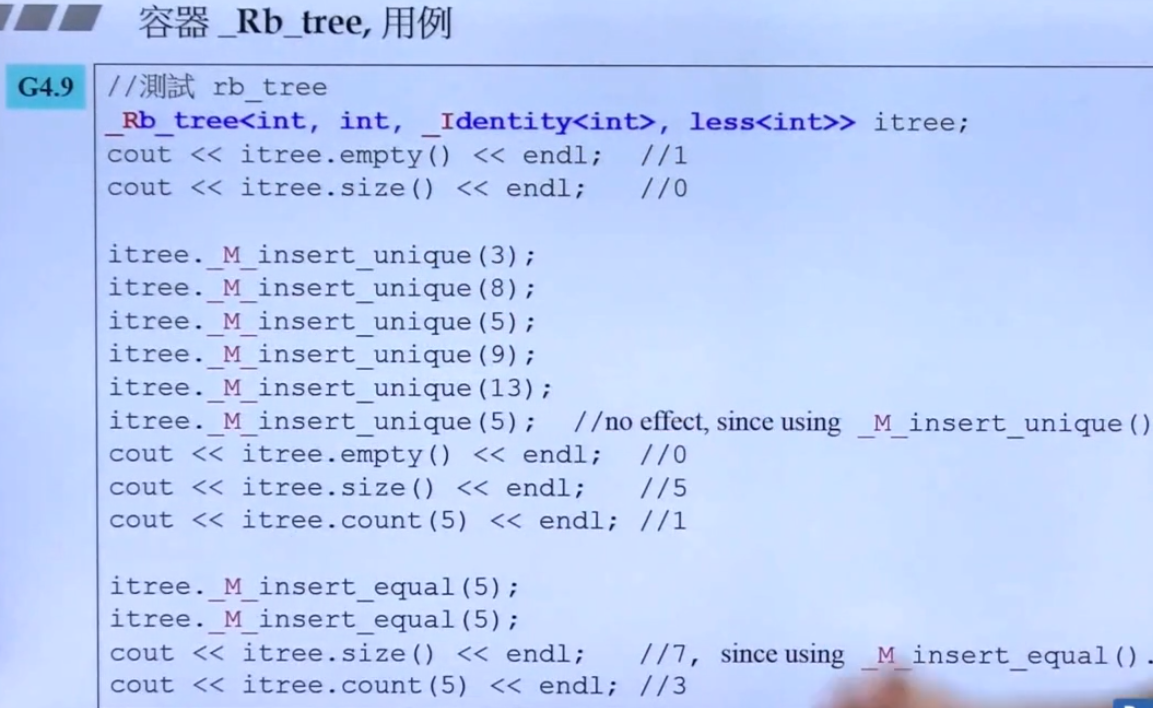 容器 _Rb_tree, 用例
G4.9
//測試 rb_tree
_Rb_tree<int, int, _Identity<int>, less<int>> itree;
cout << itree.empty() << endl; //1
cout << itree.size() << endl; //0
itree._M_insert_unique(3);
itree._M_insert_unique(8);
itree._M_insert_unique(5);
itree._M_insert_unique(9);
itree._M_insert_unique(13);
itree._M_insert_unique(5); //no effect, since using _M_insert_unique()
cout << itree.empty() << endl; //0
cout << itree.size() << endl; //5
cout << itree.count(5) << endl; //1
itree._M_insert_equal(5);
itree._M_insert_equal(5);
cout << itree.size() << endl; //7, since using _M_insert_equal().
cout << itree.count(5) << endl; //3